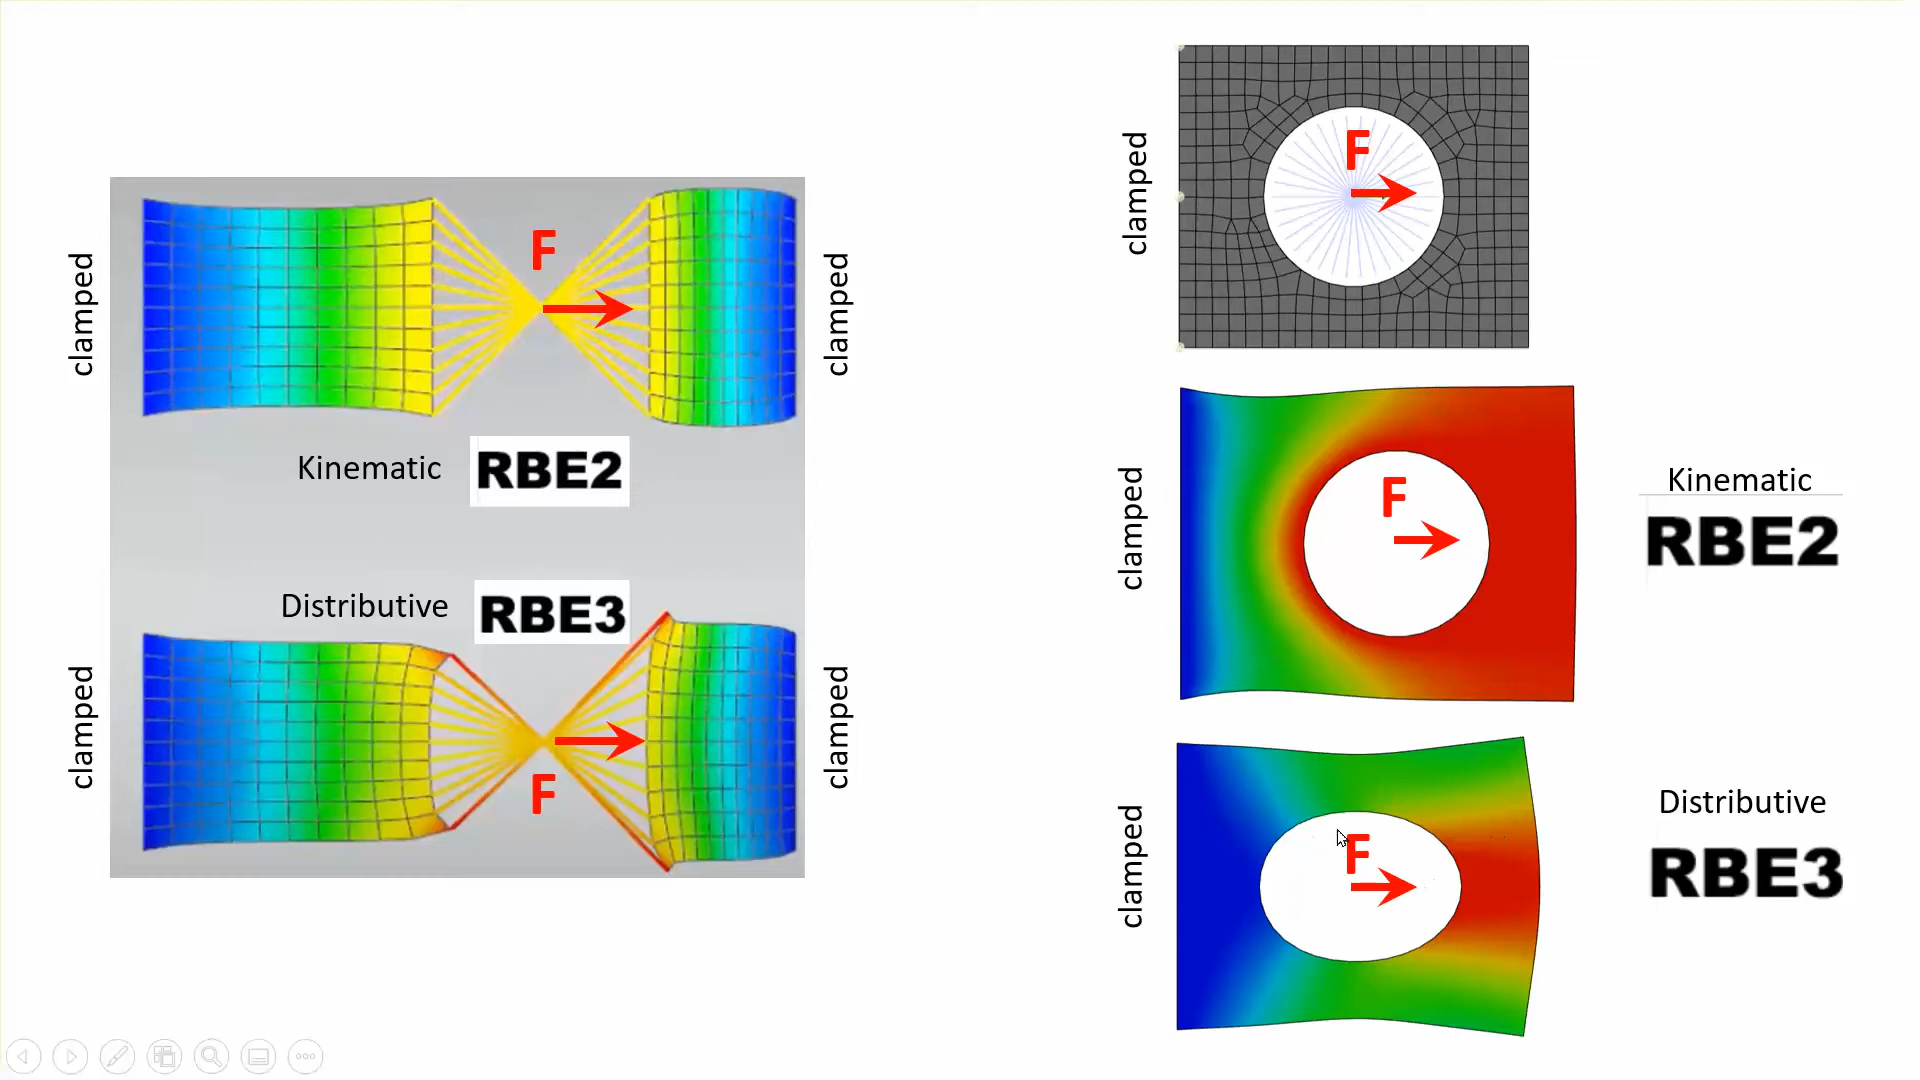 clamped
F
clamped
Kinematic RBE2
Distributive RBE3
clamped
F
clamped
clamped
F
clamped
F
Kinematic
RBE2
clamped
F
Distributive
RBE3